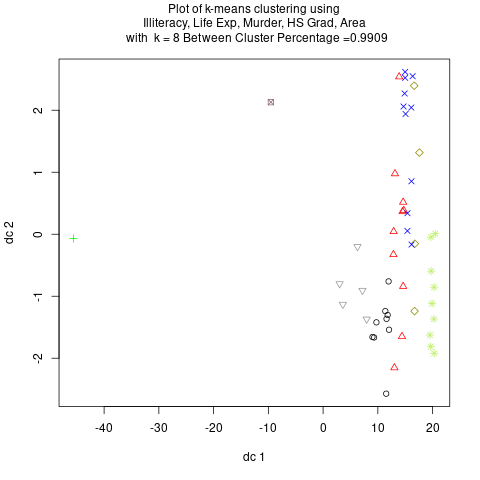 Plot of k-means clustering using
Illiteracy, Life Exp, Murder, HS Grad, Area
with k = 8 Between Cluster Percentage =0.9909
2
1
0
-1
-2
dc 2
-40 -30 -20 -10 0 10 20
dc 1